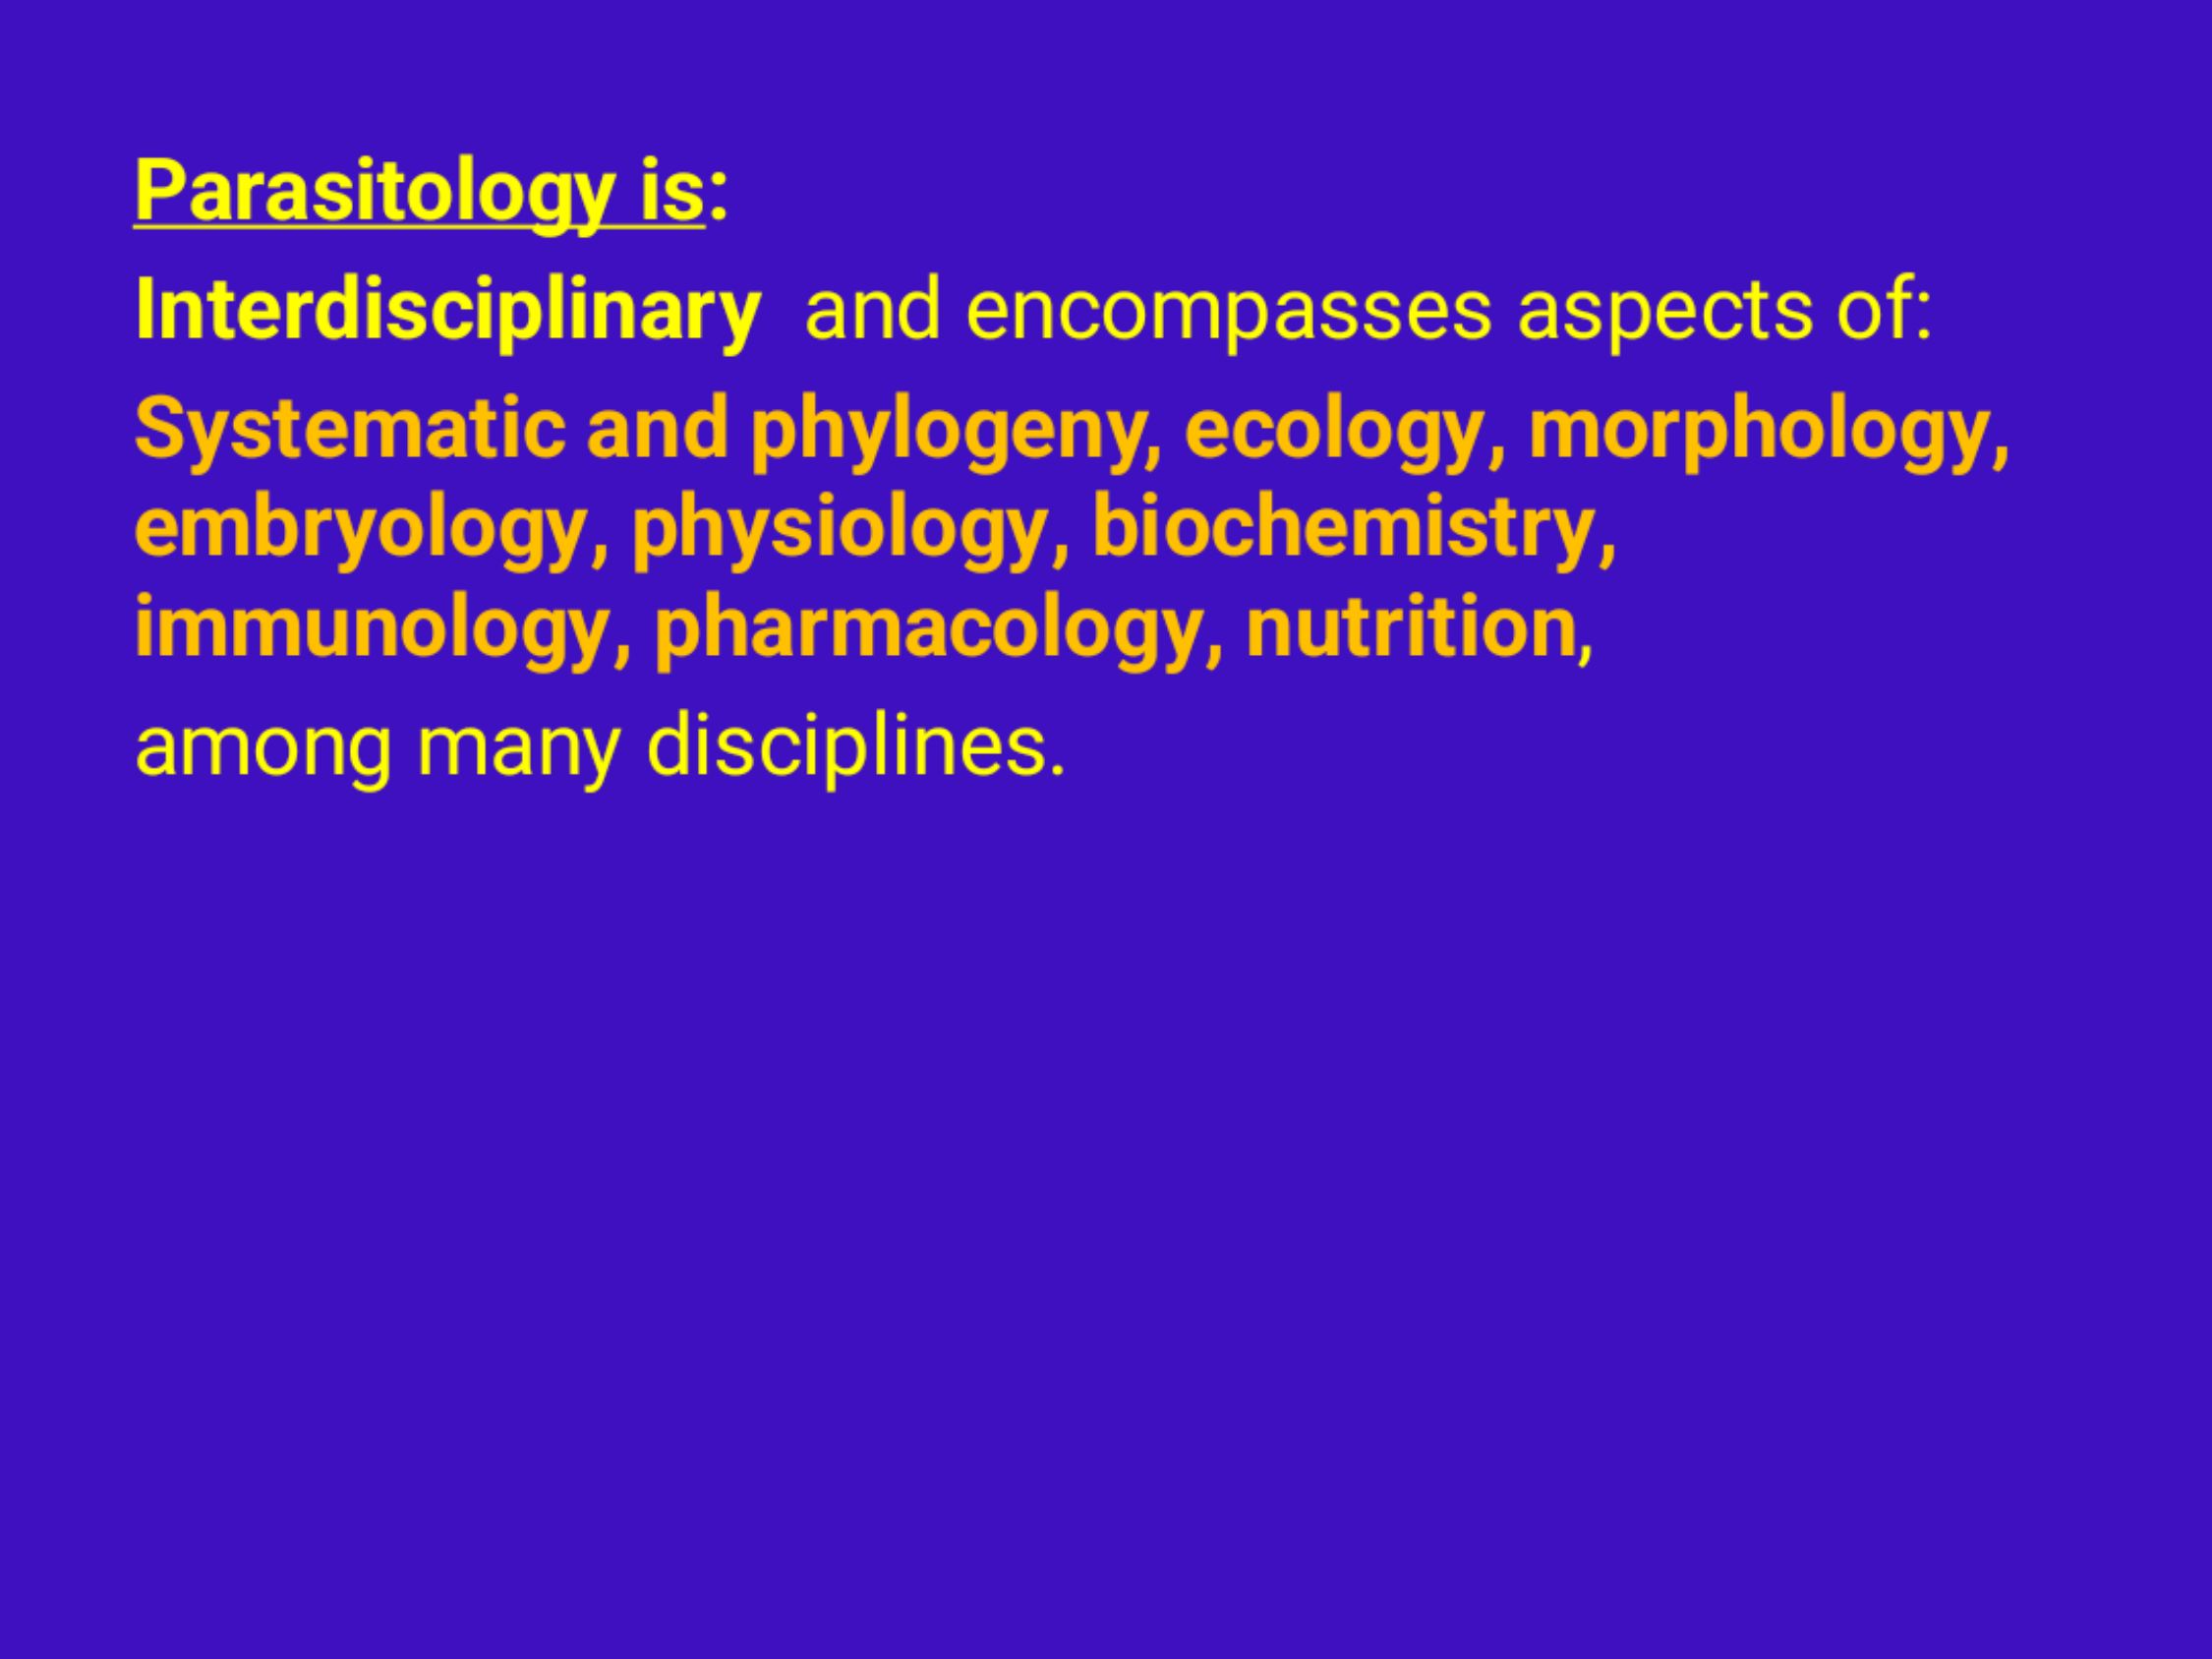 Parasitology is:
Interdisciplinary  and encompasses aspects of:
Systematic and phylogeny, ecology, morphology,
embryology, physiology, biochemistry,
immunology, pharmacology, nutrition,
among many disciplines.